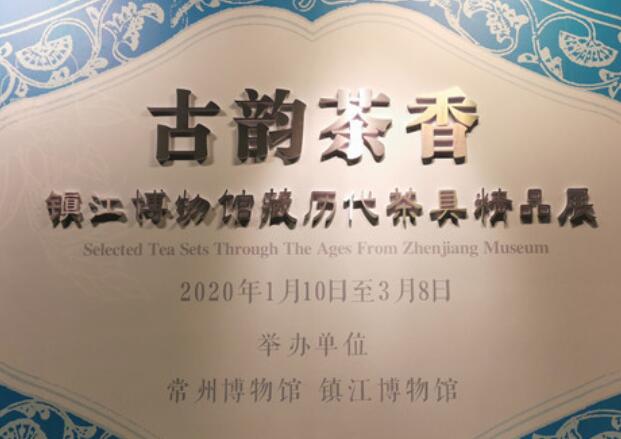 古韵茶香
镇江博物馆藏历代茶具精品展
Selected Tea Sets Through The Ages From Zhenjiang Museum
2020年1月10日至3月8日
举办单位
常州博物馆 镇江博物馆